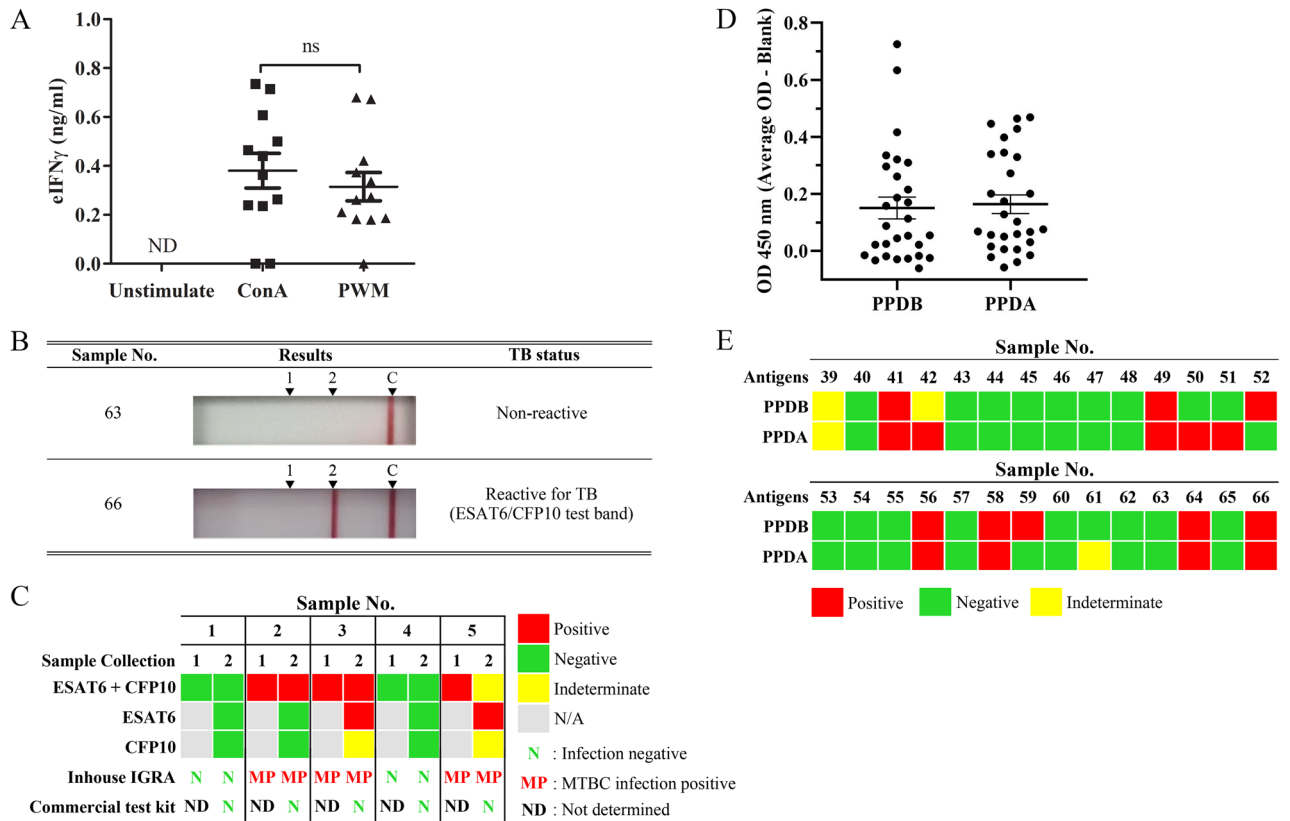 A
eIFNγ (ng/ml)
1.0
0.8
0.6
0.4
0.2
0.0
ns
ND
Unstimulate ConA PWM
B
Sample No. Results TB status
1 2 C
63 Non-reactive
1 2 C
66 Reactive for TB
(ESAT6/CFP10 test band)
C
Sample No.
1 2 3 4 5
Sample Collection 1 2 1 2 1 2 1 2 1 2
ESAT6 + CFP10
ESAT6
CFP10
Inhouse IGRA N N MP MP MP MP N N MP MP
Commercial test kit ND N ND N ND N ND N ND N
Positive
Negative
Indeterminate
N/A
N : Infection negative
MP : MTBC infection positive
ND : Not determined
D
OD 450 nm (Average OD - Blank)
0.8
0.6
0.4
0.2
0.0
PPDB PPDA
E
Sample No.
Antigens 39 40 41 42 43 44 45 46 47 48 49 50 51 52
PPDB
PPDA
Sample No.
Antigens 53 54 55 56 57 58 59 60 61 62 63 64 65 66
PPDB
PPDA
Positive Negative Indeterminate